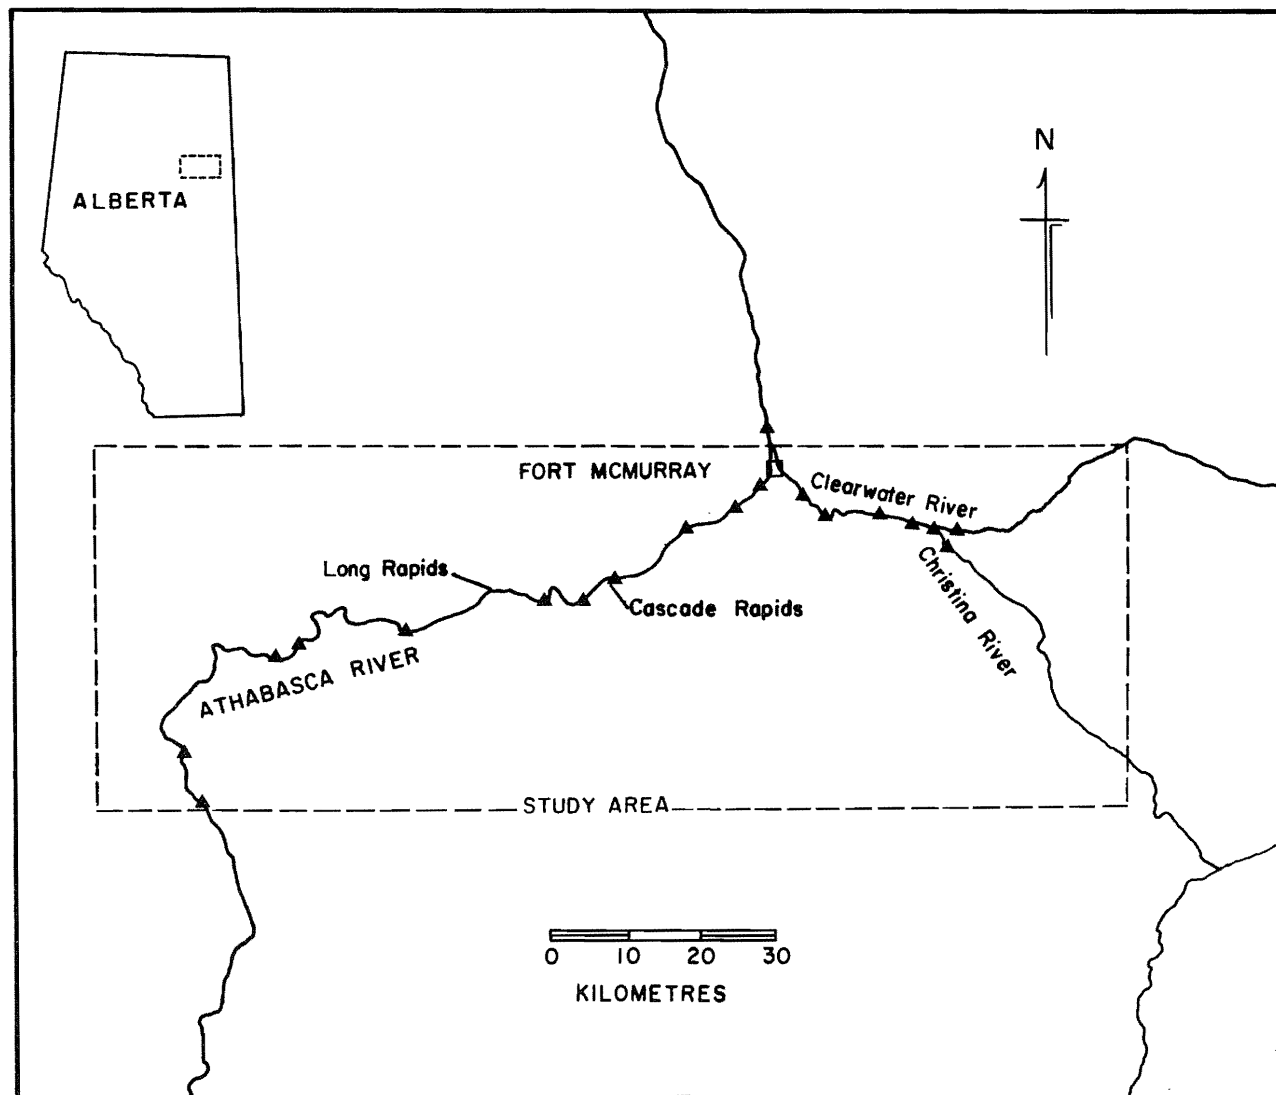 N
ALBERTA
FORT MCMURRAY
Clearwater River
Long Rapids
Christina River
Cascade Rapids
ATHABASCA RIVER
STUDY AREA
0 10 20 30
KILOMETRES